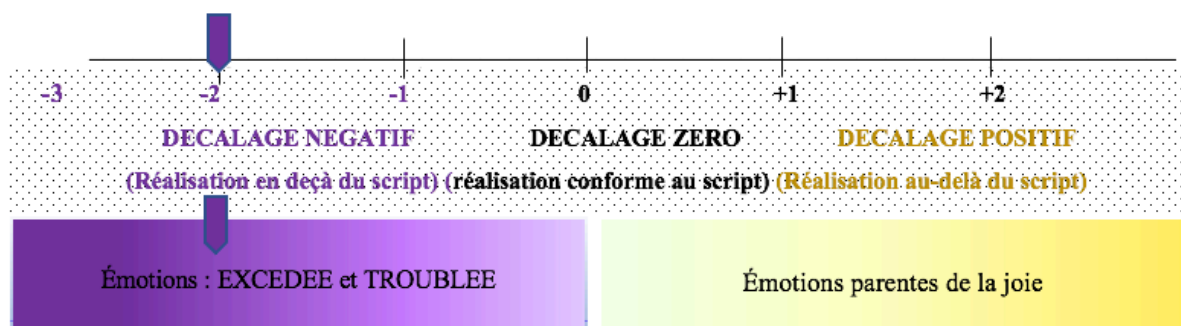 -3 -2 -1 0 +1 +2
DECALAGE NEGATIF DECALAGE ZERO DECALAGE POSITIF
(Réalisation en deçà du script) (réalisation conforme au script) (Réalisation au-delà du script)
Émotions : EXCEDEE et TROUBLEE Émotions parentes de la joie